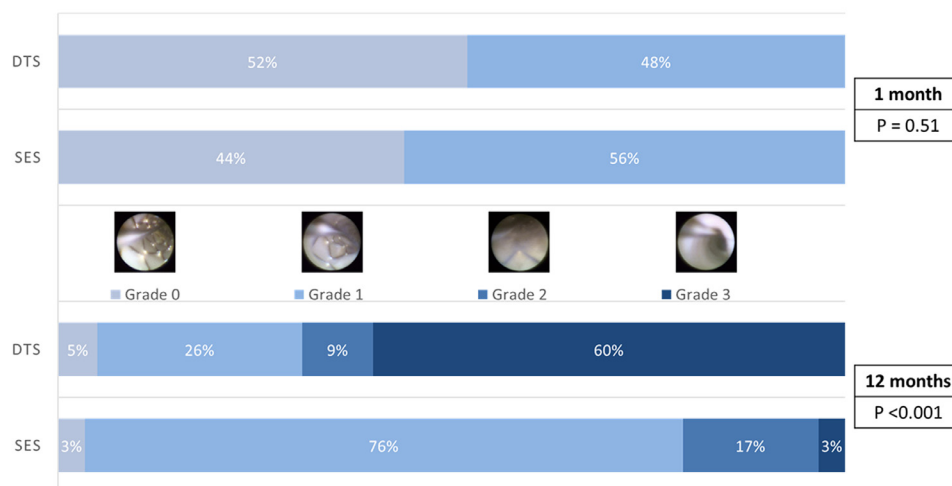 DTS 52% 48%
1 month
P = 0.51
SES 44% 56%
Grade 0 Grade 1 Grade 2 Grade 3
DTS 5% 26% 9% 60%
12 months
P <0.001
SES 3% 76% 17% 3%